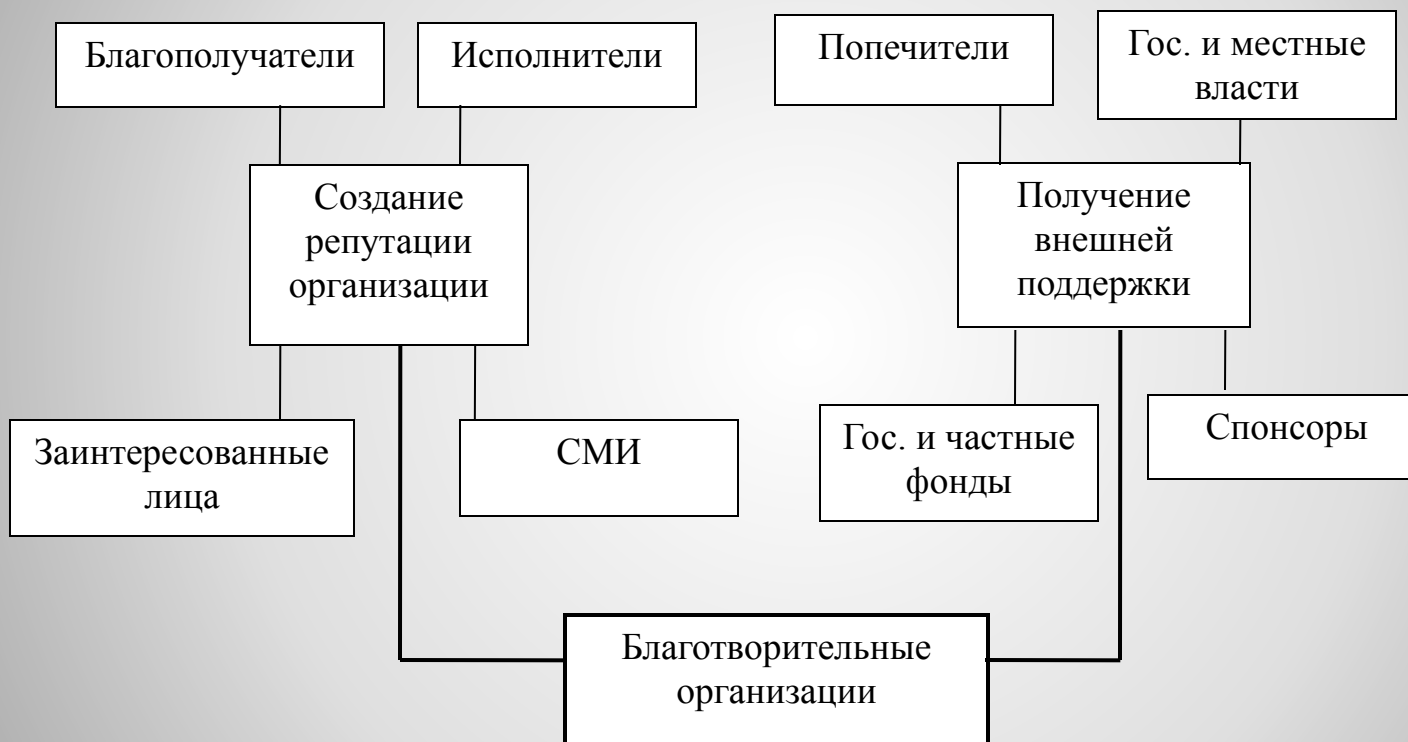 Благополучатели
Исполнители
Попечители
Гос. и местные
власти
Создание
репутации
организации
Получение
внешней
поддержки
Заинтересованные
лица
СМИ
Гос. и частные
фонды
Спонсоры
Благотворительные
организации